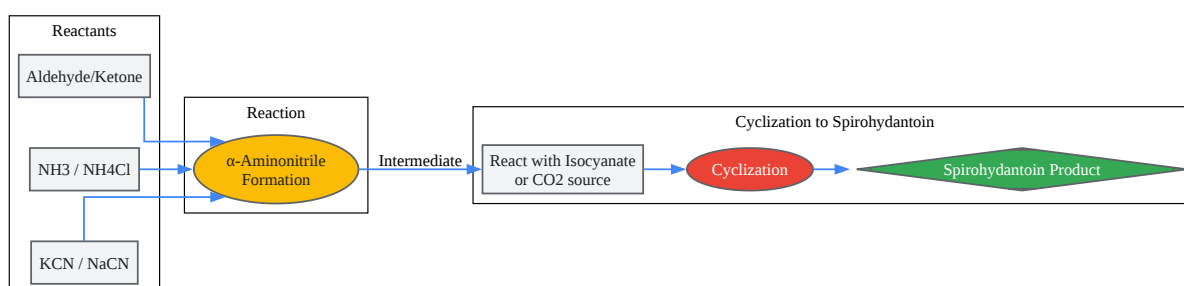 Reactants
Aldehyde/Ketone
NH3 / NH4Cl
KCN / NaCN
Reaction
α-Aminonitrile
Formation
Intermediate
Cyclization to Spirohydantoin
React with Isocyanate
or CO2 source
Cyclization
Spirohydantoin Product